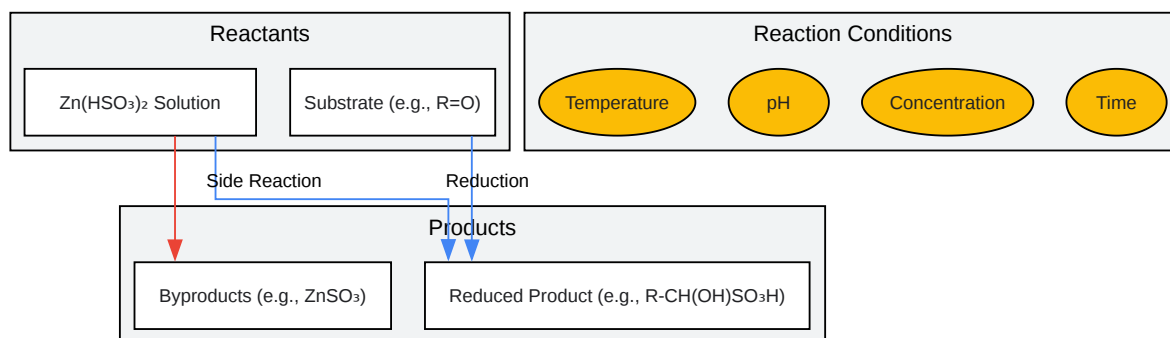 Reactants
Reaction Conditions
Zn(HSO₃)₂ Solution
Substrate (e.g., R=O)
Temperature
pH
Concentration
Time
Side Reaction
Reduction
Products
Byproducts (e.g., ZnSO₃)
Reduced Product (e.g., R-CH(OH)SO₃H)